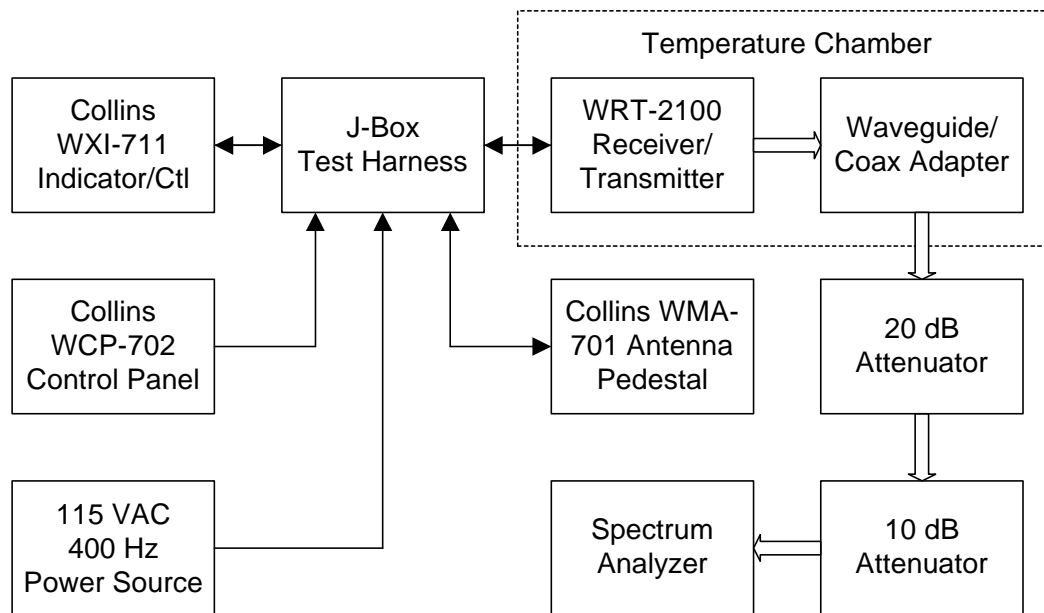 Temperature Chamber
Collins
WXI-711
Indicator/Ctl
J-Box
Test Harness
WRT-2100
Receiver/
Transmitter
Waveguide/
Coax Adapter
Collins
WCP-702
Control Panel
Collins WMA-
701 Antenna
Pedestal
20 dB
Attenuator
115 VAC
400 Hz
Power Source
Spectrum
Analyzer
10 dB
Attenuator